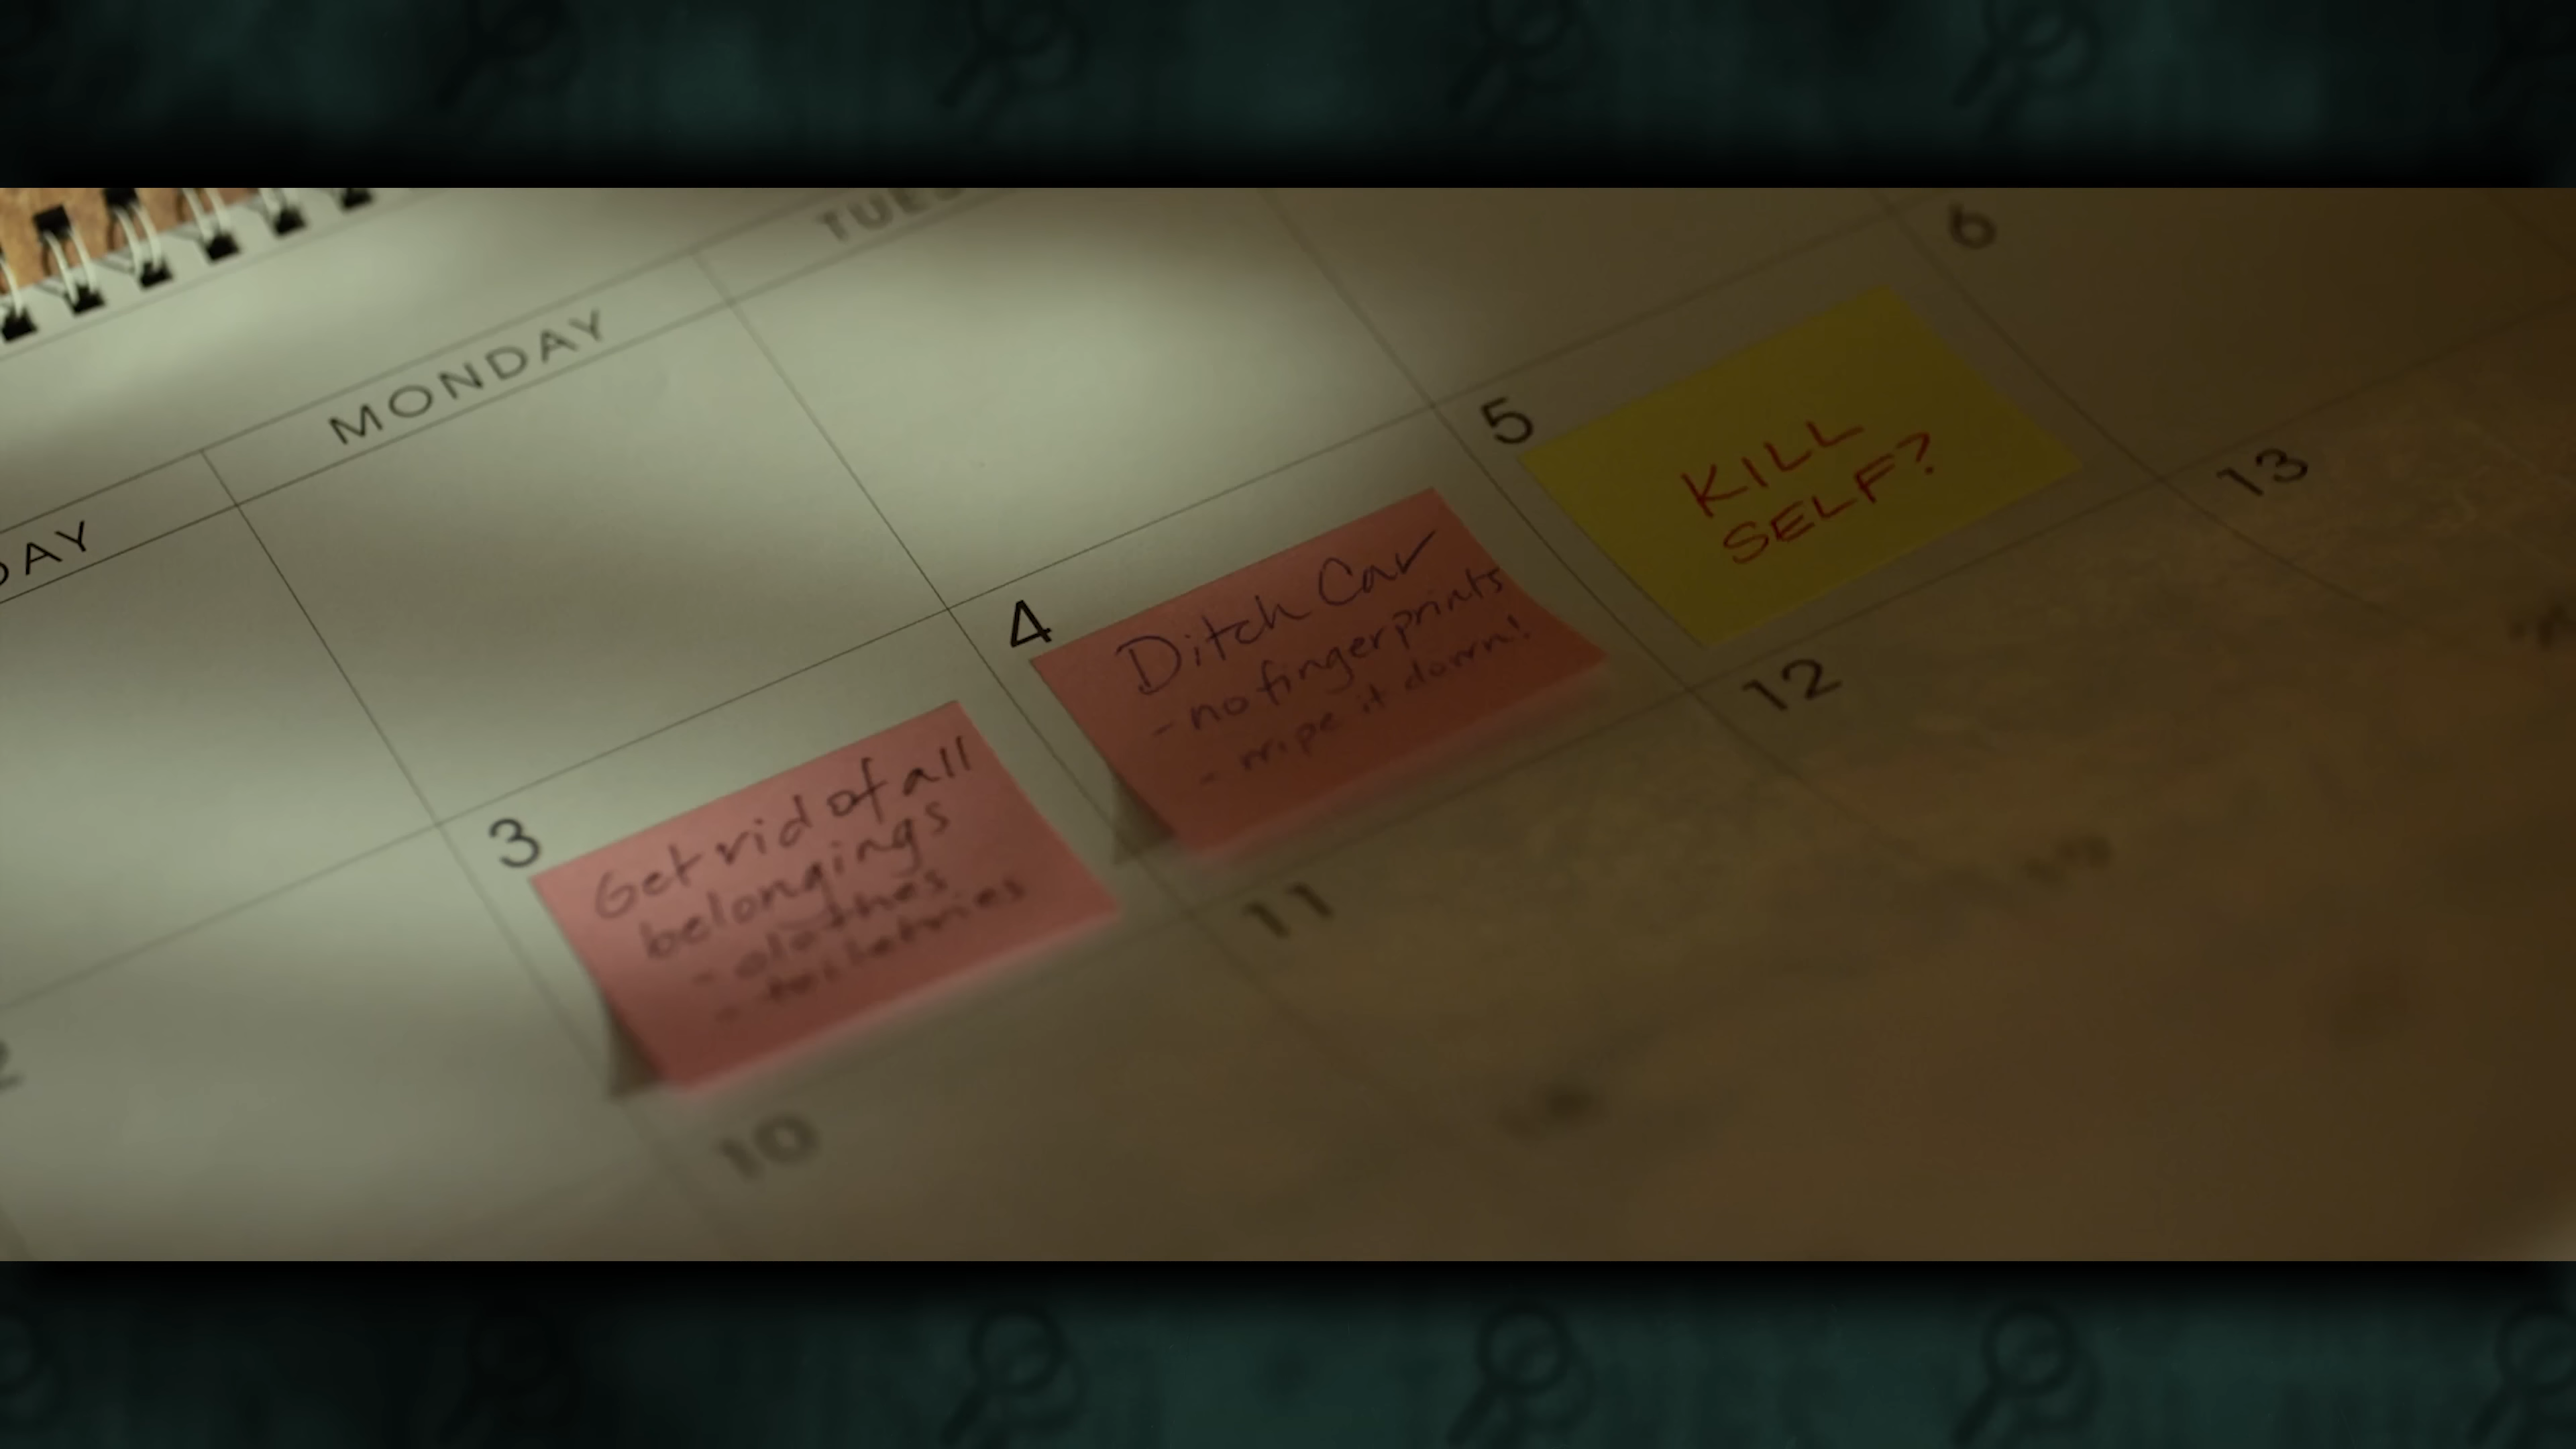 MONDAY
3
Get rid of all
belongings
- clothes
- toiletries
4
Ditch Car
- no fingerprints
- wipe it down!
5
KILL
SELF?
6
10
11
12
13